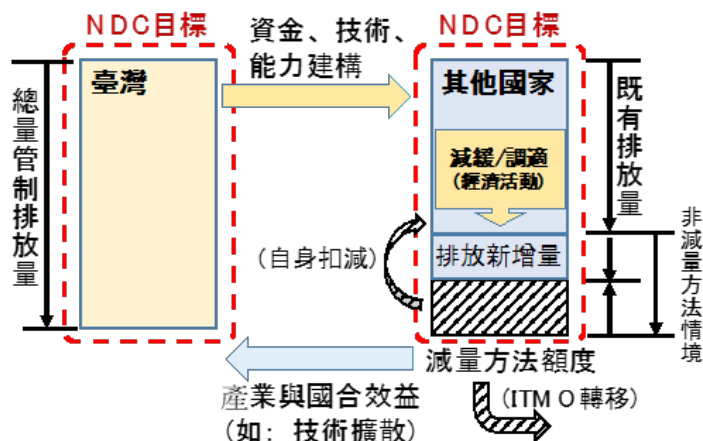 NDC目標
資金、技術、
能力建構
NDC目標
臺灣
其他國家
總量管制排放量
減緩/調適
(經濟活動)
既有排放量
(自身扣減)
排放新增量
非減量方法情境
減量方法額度
產業與國合效益
(如：技術擴散)
(ITM O 轉移)